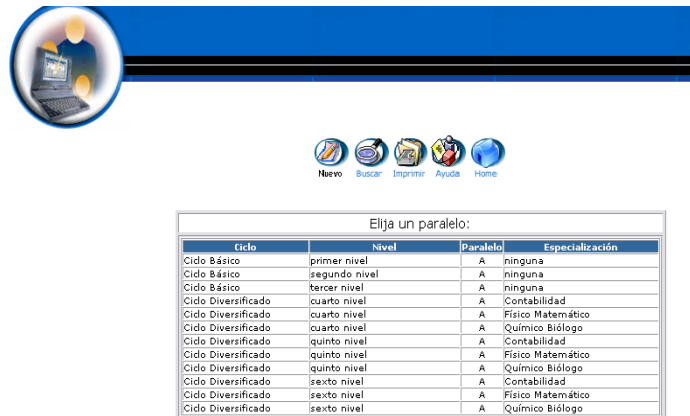 Nuevo Buscar Imprimir Ayuda Home
Elija un paralelo:
Ciclo Nivel Paralelo Especialización
Ciclo Básico primer nivel A ninguna
Ciclo Básico segundo nivel A ninguna
Ciclo Básico tercer nivel A ninguna
Ciclo Diversificado cuarto nivel A Contabilidad
Ciclo Diversificado cuarto nivel A Físico Matemático
Ciclo Diversificado cuarto nivel A Químico Biólogo
Ciclo Diversificado quinto nivel A Contabilidad
Ciclo Diversificado quinto nivel A Físico Matemático
Ciclo Diversificado quinto nivel A Químico Biólogo
Ciclo Diversificado sexto nivel A Contabilidad
Ciclo Diversificado sexto nivel A Físico Matemático
Ciclo Diversificado sexto nivel A Químico Biólogo